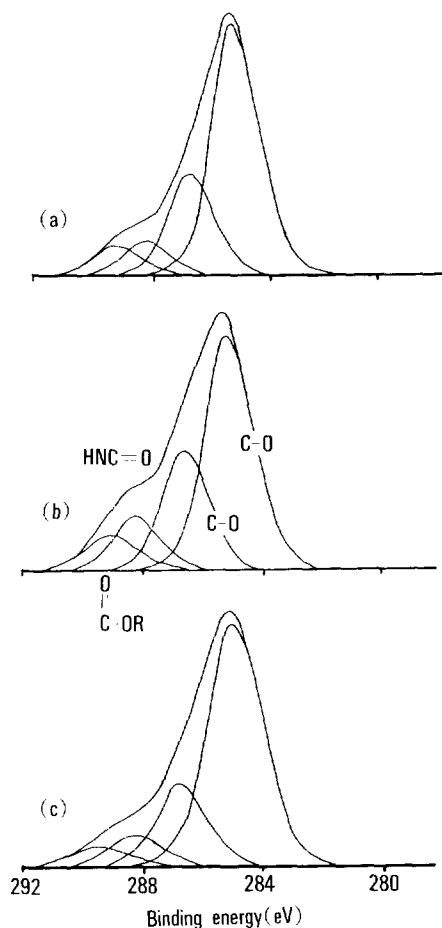 (a)
HNC=O
C-O
C-O
(b)
O
C·OR
(c)
292 288 284 280
Binding energy(eV)